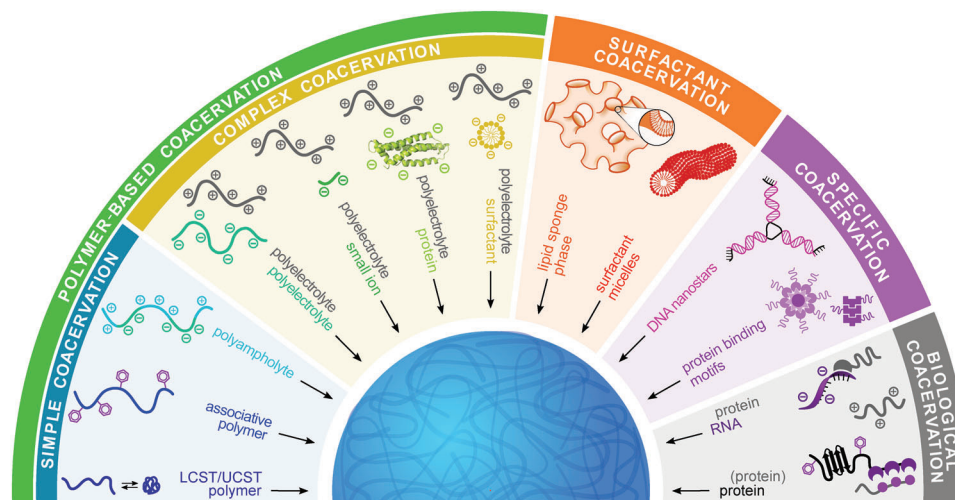 POLYMER-BASED COACERVATION
SIMPLE COACERVATION
LCST/UCST
polymer
associative
polymer
polyampholyte
COMPLEX COACERVATION
polyelectrolyte
polyelectrolyte
polyelectrolyte
small ion
polyelectrolyte
protein
polyelectrolyte
surfactant
SURFACTANT
COACERVATION
lipid sponge
phase
surfactant
micelles
SPECIFIC
COACERVATION
DNA nanostars
protein binding
motifs
BIOLOGICAL
COACERVATION
protein
RNA
(protein)
protein